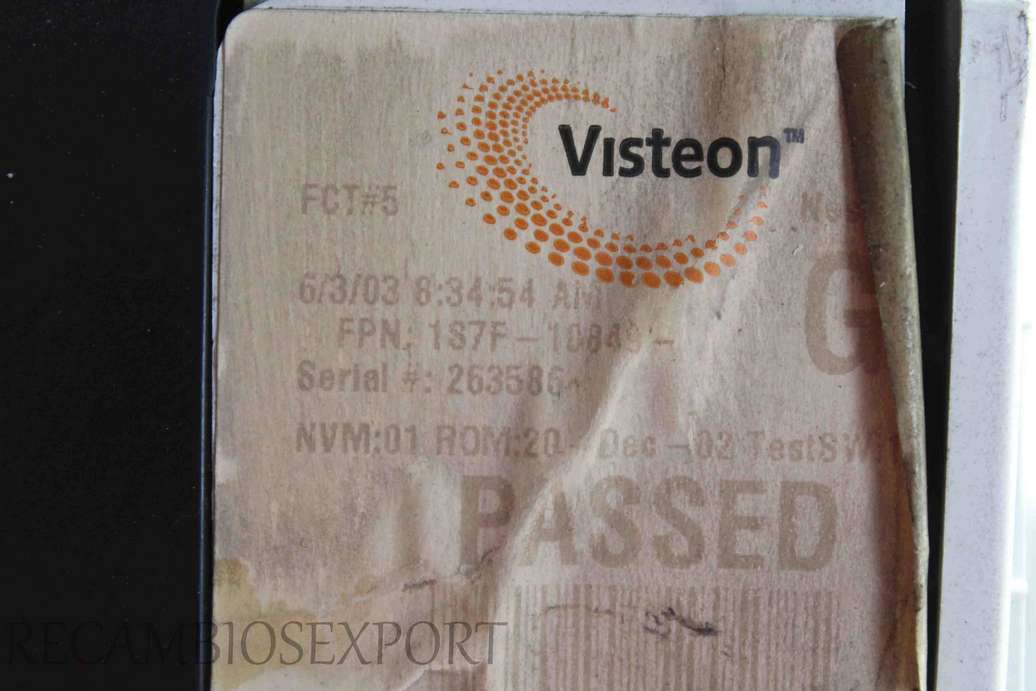 Visteon™
FCT#5
6/3/03 8:34:54 AM
FPN: 1S7F-10849-
Serial #: 263586
G
NVM:01 ROM:20-Dec-02 TestSW
PASSED
RECAMBIOSEXPORT